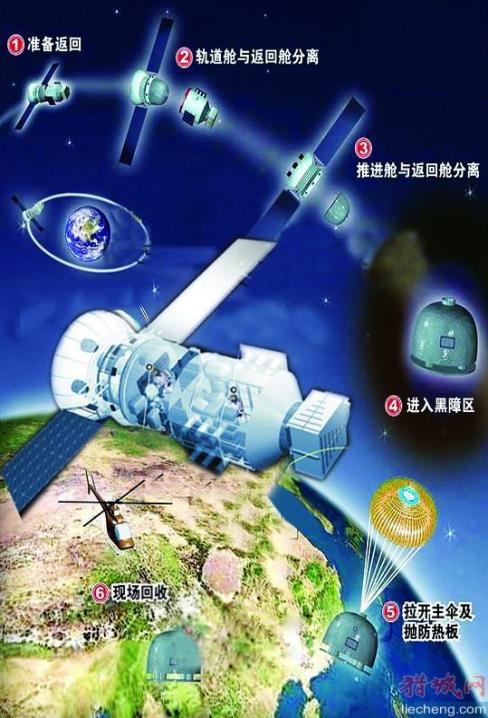 1 准备返回
2 轨道舱与返回舱分离
3
推进舱与返回舱分离
4 进入黑障区
5 拉开主伞及
抛防热板
6 现场回收
猎城网
liecheng.com